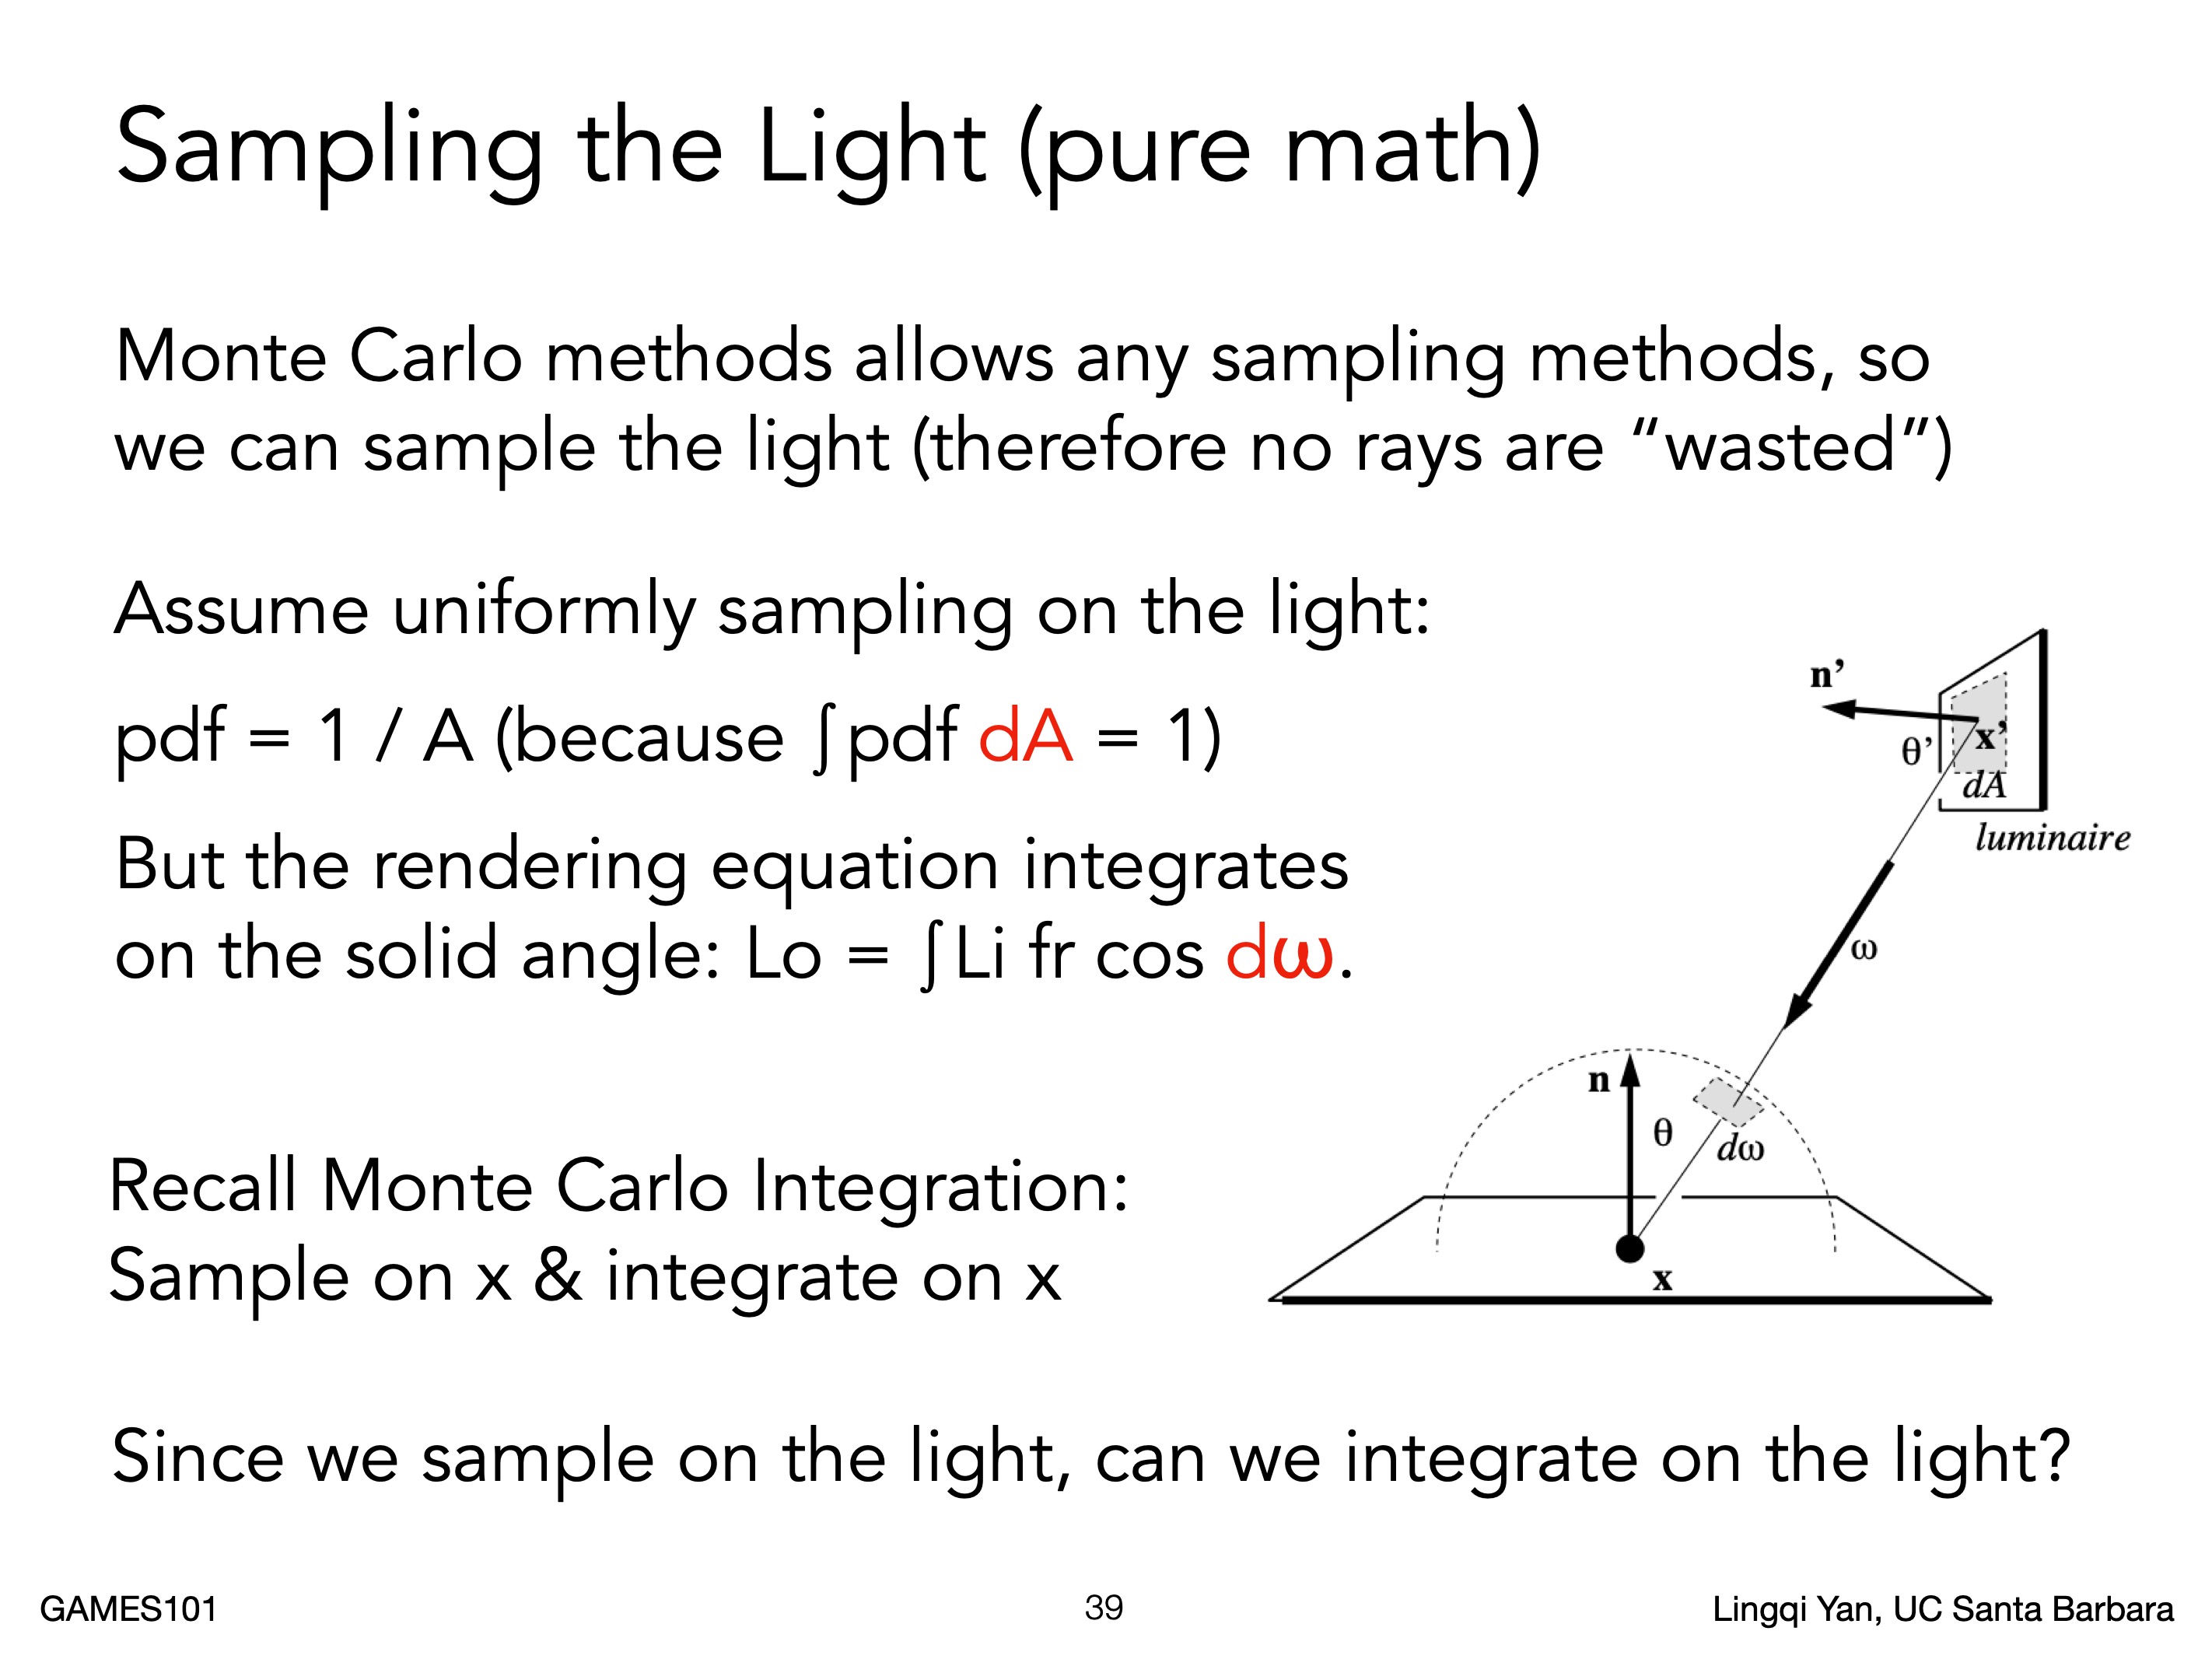 Sampling the Light (pure math)
Monte Carlo methods allows any sampling methods, so
we can sample the light (therefore no rays are “wasted”)
Assume uniformly sampling on the light:
pdf = 1 / A (because ∫pdf dA = 1)
But the rendering equation integrates
on the solid angle: Lo = ∫Li fr cos dω.
Recall Monte Carlo Integration:
Sample on x & integrate on x
Since we sample on the light, can we integrate on the light?
n’
θ’
x’
dA
luminaire
ω
n
θ
dω
x
GAMES101
39
Lingqi Yan, UC Santa Barbara